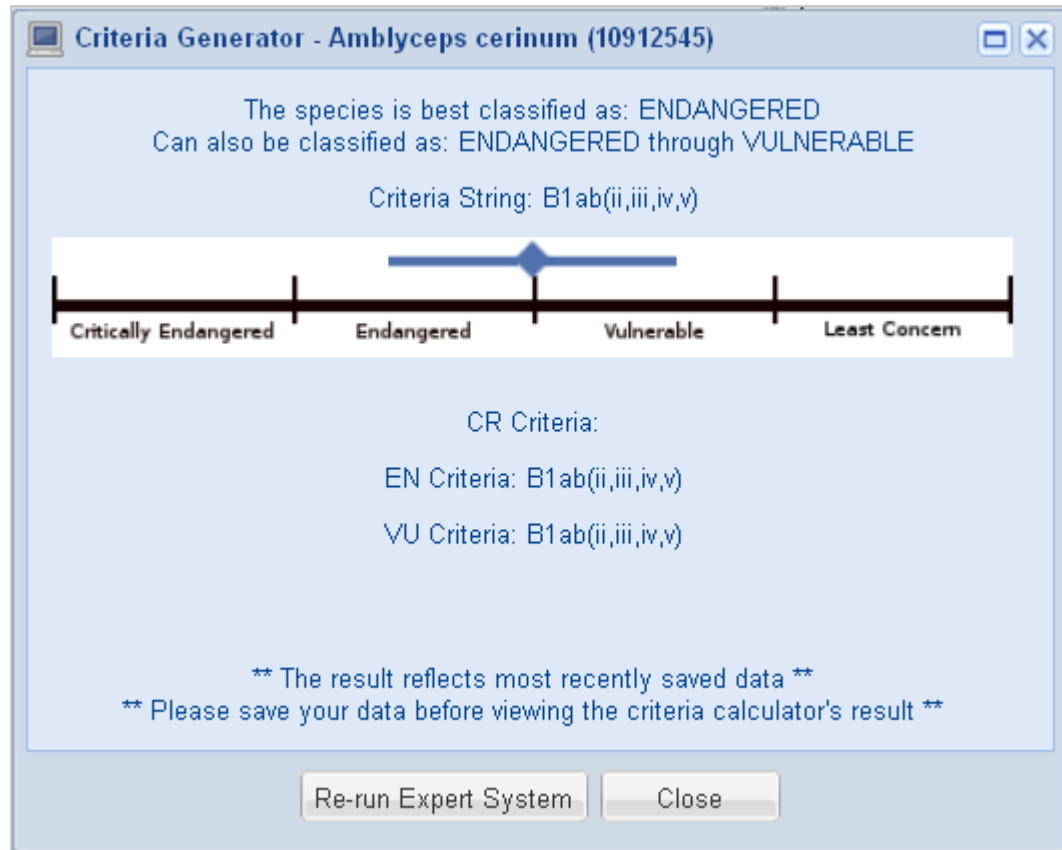 Criteria Generator - Amblyceps cerinum (10912545)
The species is best classified as: ENDANGERED
Can also be classified as: ENDANGERED through VULNERABLE
Criteria String: B1ab(ii,iii,iv,v)
Critically Endangered Endangered Vulnerable Least Concern
CR Criteria:
EN Criteria: B1ab(ii,iii,iv,v)
VU Criteria: B1ab(ii,iii,iv,v)
** The result reflects most recently saved data **
** Please save your data before viewing the criteria calculator's result **
Re-run Expert System Close